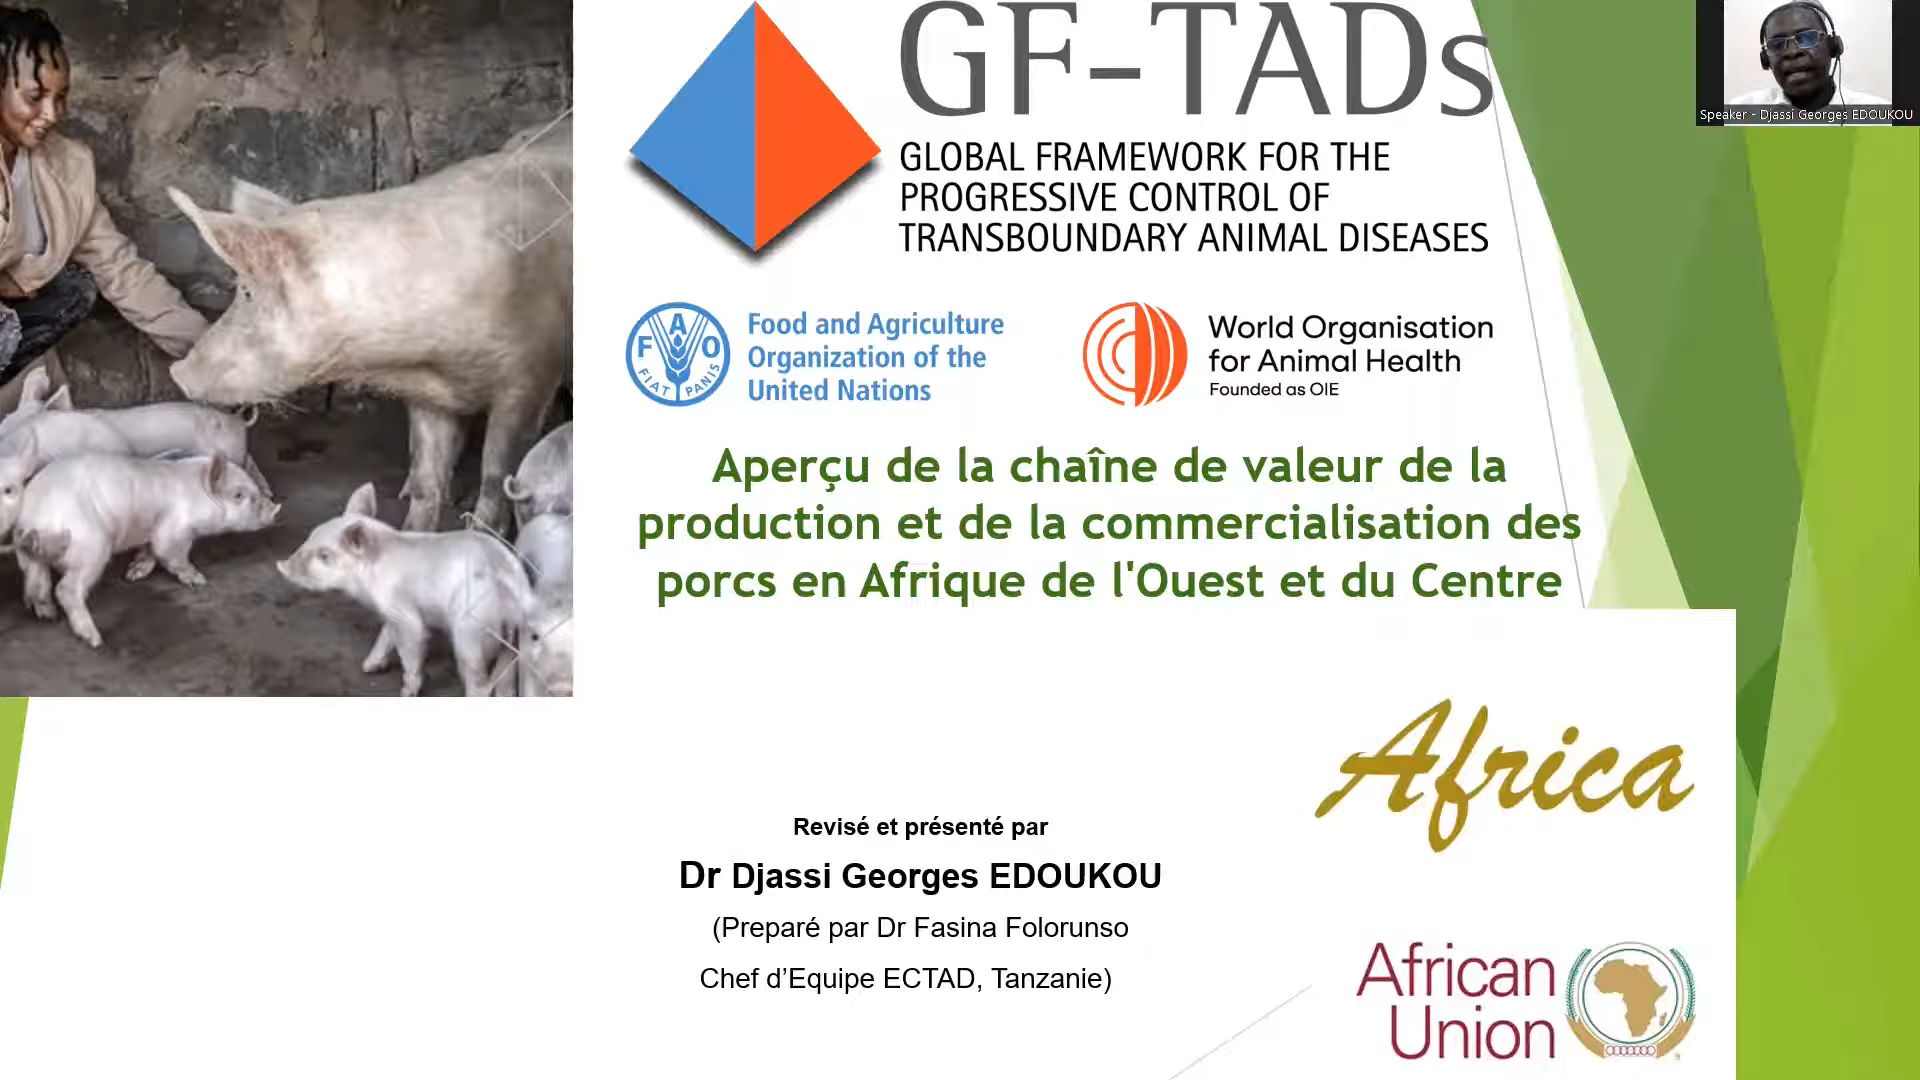 GF-TADs
GLOBAL FRAMEWORK FOR THE
PROGRESSIVE CONTROL OF
TRANSBOUNDARY ANIMAL DISEASES
Speaker - Djassi Georges EDOUKOU
F A O
FIAT PANIS
Food and Agriculture
Organization of the
United Nations
World Organisation
for Animal Health
Founded as OIE
Aperçu de la chaîne de valeur de la
production et de la commercialisation des
porcs en Afrique de l'Ouest et du Centre
Africa
Revisé et présenté par
Dr Djassi Georges EDOUKOU
(Preparé par Dr Fasina Folorunso
Chef d’Equipe ECTAD, Tanzanie)
African
Union